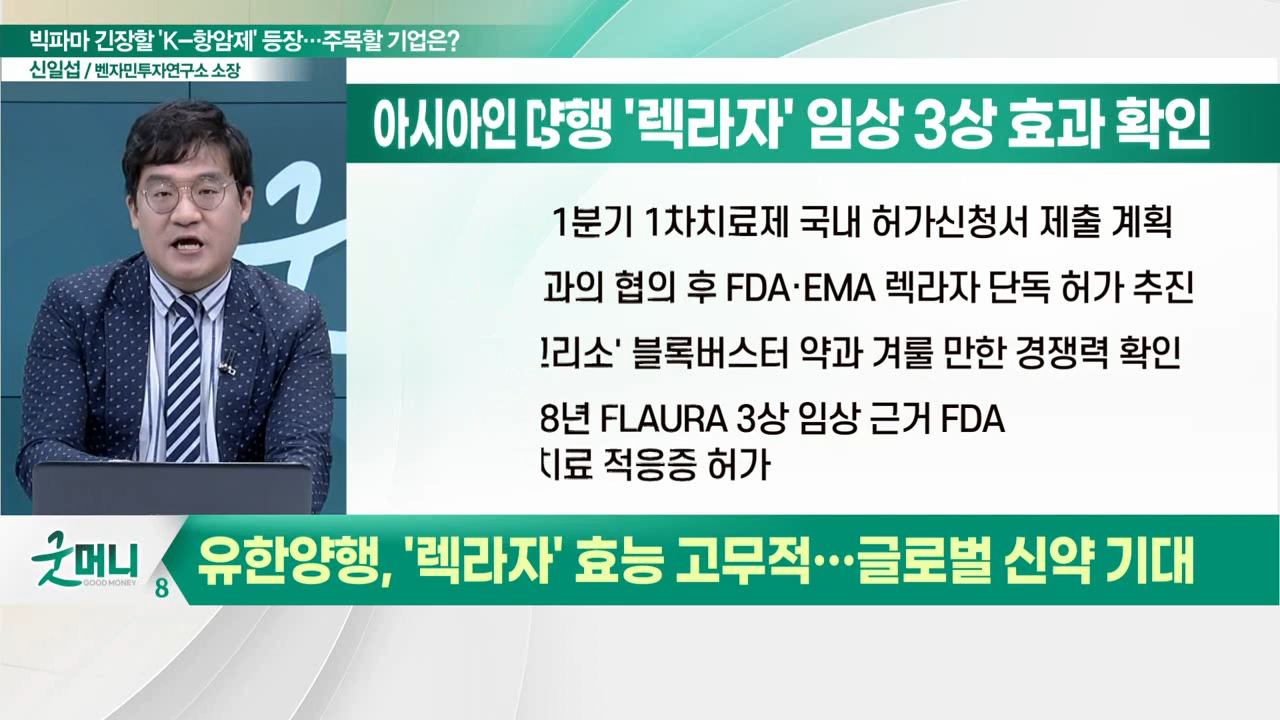 빅파마 긴장할 'K-항암제' 등장…주목할 기업은?
신일섭 / 벤자민투자연구소 소장
아시아인 양행 '렉라자' 임상 3상 효과 확인
1분기 1차치료제 국내 허가신청서 제출 계획
과의 협의 후 FDA·EMA 렉라자 단독 허가 추진
리소' 블록버스터 약과 겨룰 만한 경쟁력 확인
8년 FLAURA 3상 임상 근거 FDA
치료 적응증 허가
굿머니
GOOD MONEY
8
유한양행, '렉라자' 효능 고무적…글로벌 신약 기대